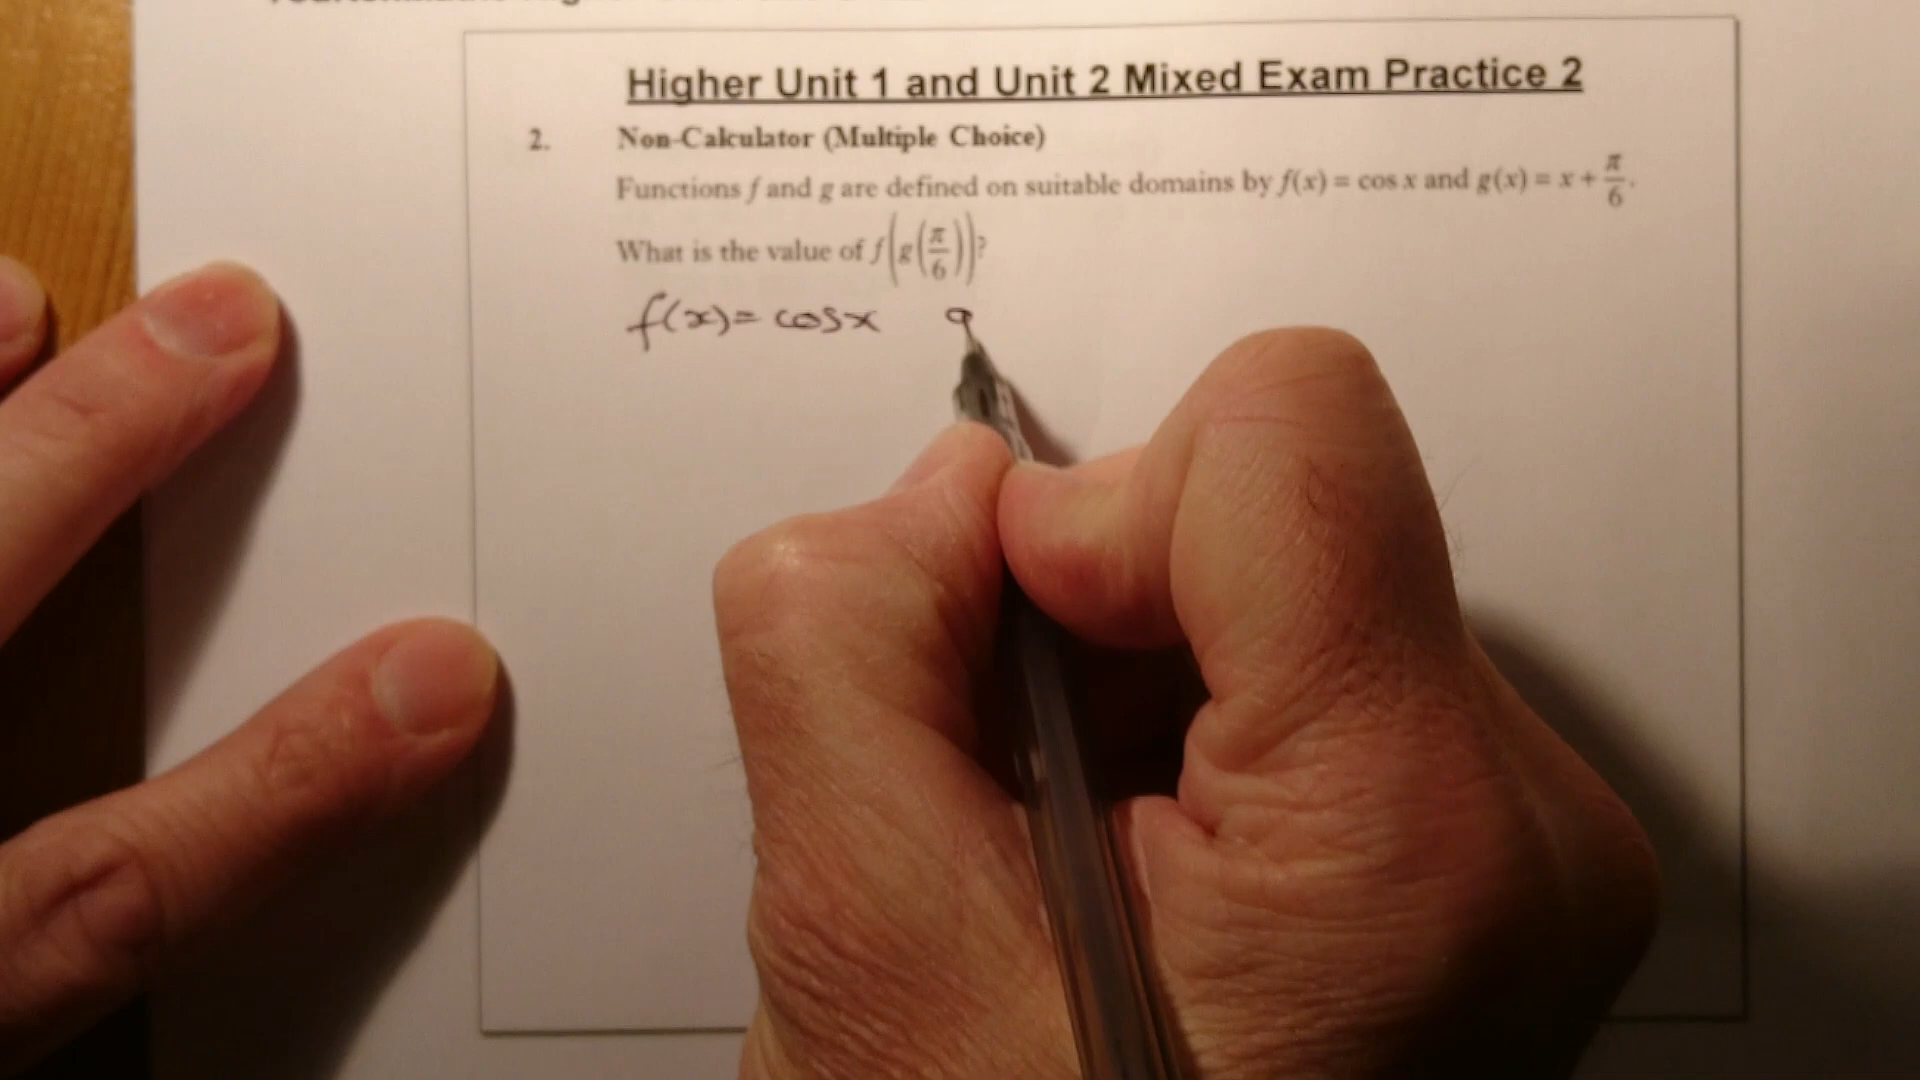 Higher Unit 1 and Unit 2 Mixed Exam Practice 2
2. Non-Calculator (Multiple Choice)
Functions f and g are defined on suitable domains by f(x) = cos x and g(x) = x + π/6.
What is the value of f(g(π/6))?
f(x) = cosx g